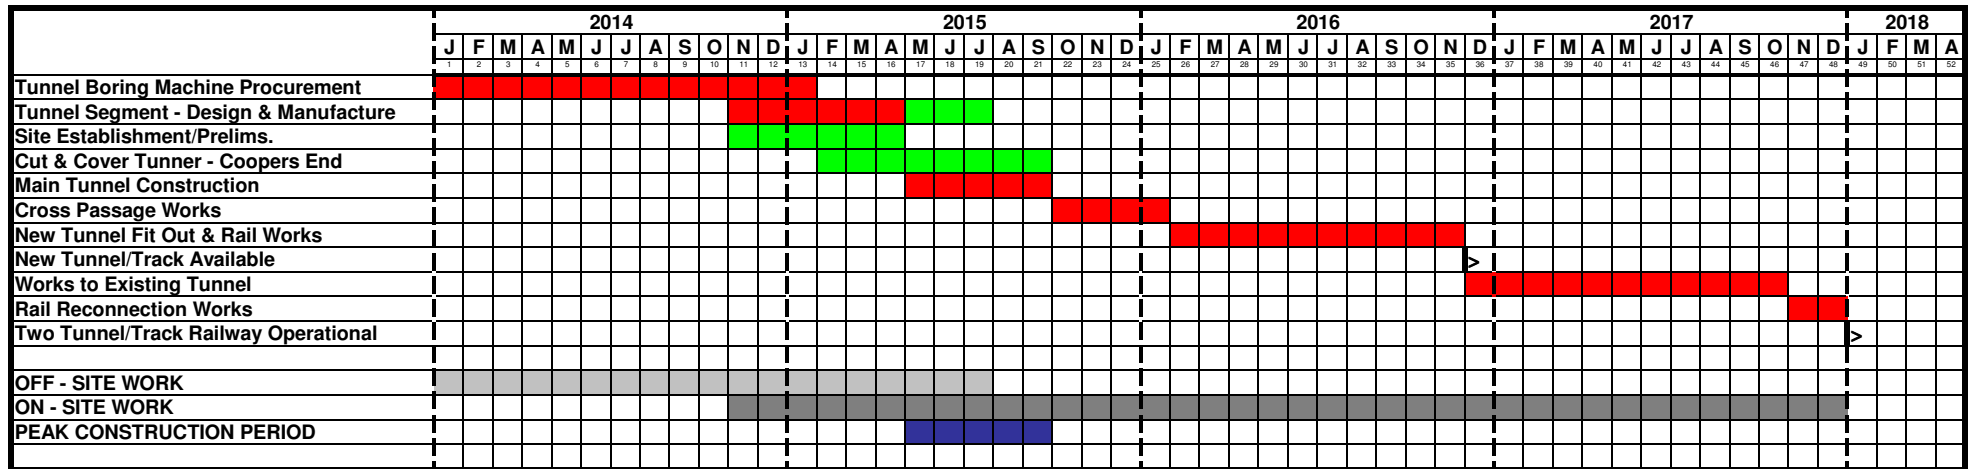 2014 2015 2016 2017 2018
J F M A M J J A S O N D J F M A M J J A S O N D J F M A M J J A S O N D J F M A M J J A S O N D J F M A
1 2 3 4 5 6 7 8 9 10 11 12 13 14 15 16 17 18 19 20 21 22 23 24 25 26 27 28 29 30 31 32 33 34 35 36 37 38 39 40 41 42 43 44 45 46 47 48 49 50 51 52
Tunnel Boring Machine Procurement
Tunnel Segment - Design & Manufacture
Site Establishment/Prelims.
Cut & Cover Tunner - Coopers End
Main Tunnel Construction
Cross Passage Works
New Tunnel Fit Out & Rail Works
New Tunnel/Track Available >
Works to Existing Tunnel
Rail Reconnection Works
Two Tunnel/Track Railway Operational >
OFF - SITE WORK
ON - SITE WORK
PEAK CONSTRUCTION PERIOD